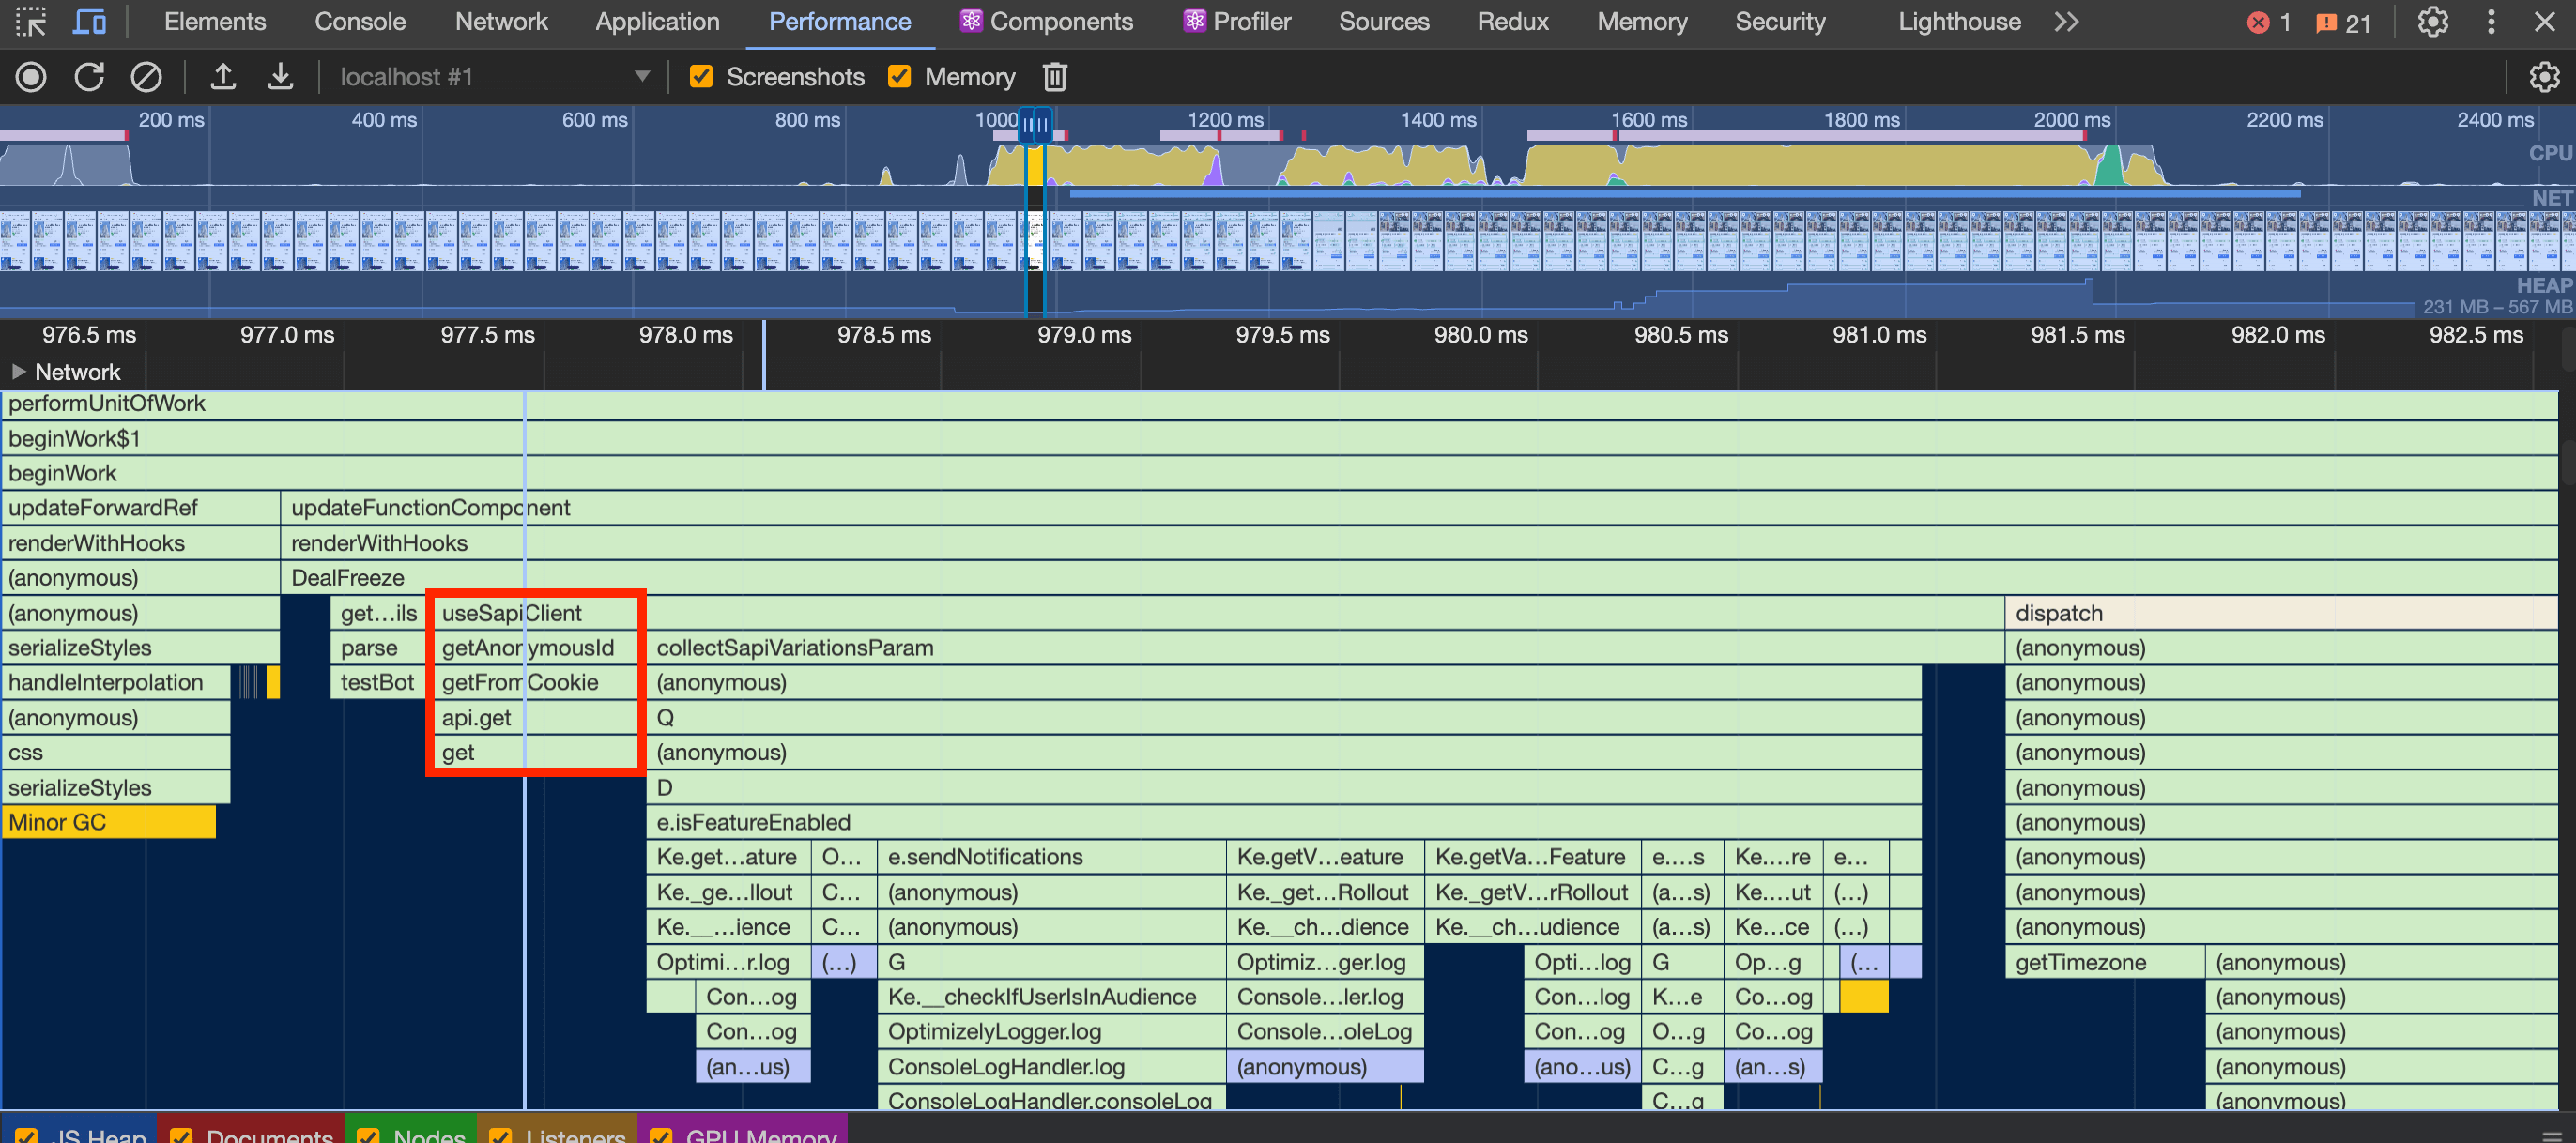 Elements Console Network Application Performance Components Profiler Sources Redux Memory Security Lighthouse 1 21
localhost #1 Screenshots Memory
200 ms 400 ms 600 ms 800 ms 1000 1200 ms 1400 ms 1600 ms 1800 ms 2000 ms 2200 ms 2400 ms
CPU
NET
HEAP
231 MB – 567 MB
976.5 ms 977.0 ms 977.5 ms 978.0 ms 978.5 ms 979.0 ms 979.5 ms 980.0 ms 980.5 ms 981.0 ms 981.5 ms 982.0 ms 982.5 ms
Network
performUnitOfWork
beginWork$1
beginWork
updateForwardRef updateFunctionComponent
renderWithHooks renderWithHooks
(anonymous) DealFreeze
(anonymous) get…ils useSapiClient dispatch
serializeStyles parse getAnonymousId collectSapiVariationsParam (anonymous)
handleInterpolation testBot getFromCookie (anonymous) (anonymous)
(anonymous) api.get Q (anonymous)
css get (anonymous) (anonymous)
serializeStyles D (anonymous)
Minor GC e.isFeatureEnabled (anonymous)
Ke.get…ature O… e.sendNotifications Ke.getV…eature Ke.getVa…Feature e.…s Ke.…re e… (anonymous)
Ke._ge…llout C… (anonymous) Ke._get…Rollout Ke._getV…rRollout (a…s) Ke.…ut (…) (anonymous)
Ke.__…ience C… (anonymous) Ke.__ch…dience Ke.__ch…udience (a…s) Ke…ce (…) (anonymous)
Optimi…r.log (…) G Optimiz…ger.log Opti…log G Op…g (… getTimezone (anonymous)
Con…og Ke.__checkIfUserIsInAudience Console…ler.log Con…log K…e Co…og (anonymous)
Con…og OptimizelyLogger.log Console…oleLog Con…og O…g Co…og (anonymous)
(an…us) ConsoleLogHandler.log (anonymous) (ano…us) C…g (an…s) (anonymous)
ConsoleLogHandler.consoleLog C…g (anonymous)
JS Heap Documents Nodes Listeners GPU Memory